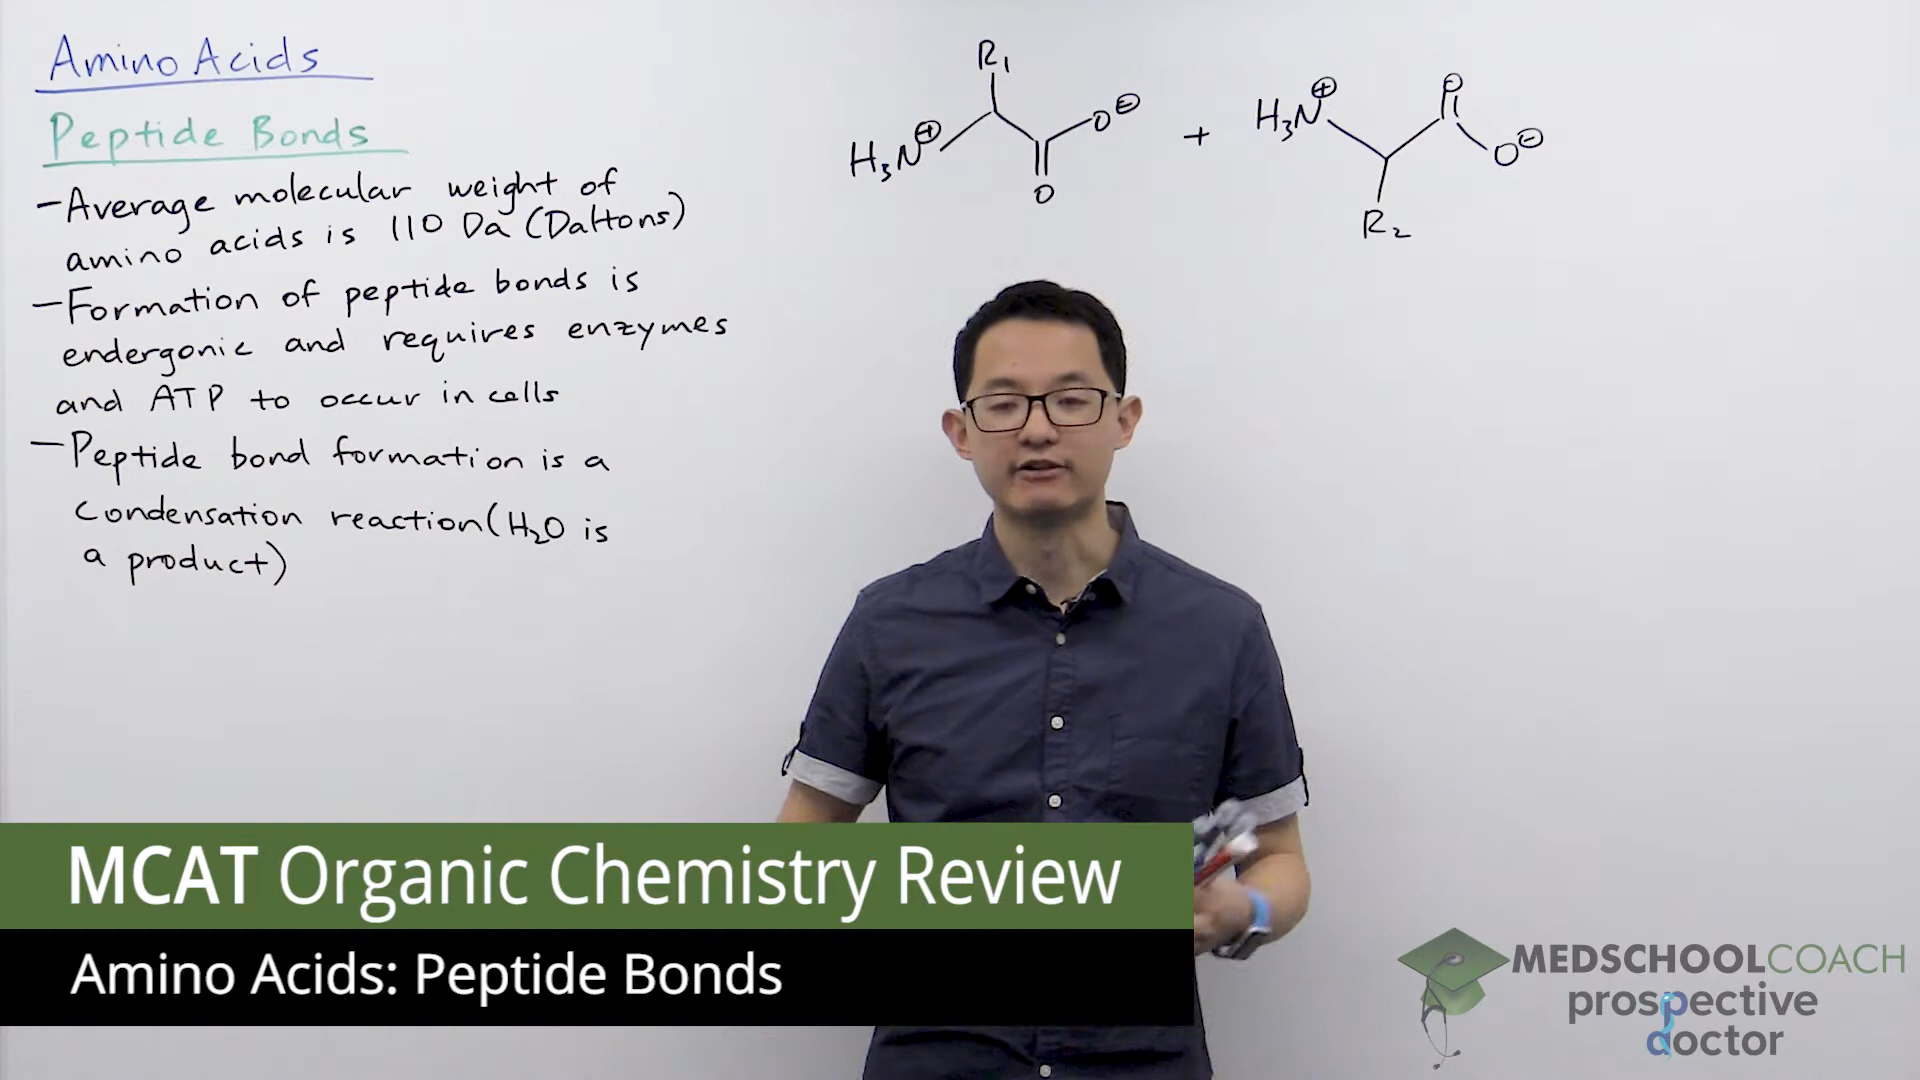 Amino Acids
Peptide Bonds
- Average molecular weight of
amino acids is 110 Da (Daltons)
- Formation of peptide bonds is
endergonic and requires enzymes
and ATP to occur in cells
- Peptide bond formation is a
condensation reaction (H₂O is
a product)
R₁
H₃N⊕
O⊖
O
+
H₃N⊕
O
O⊖
R₂
MCAT Organic Chemistry Review
Amino Acids: Peptide Bonds
MEDSCHOOLCOACH
prospective
doctor